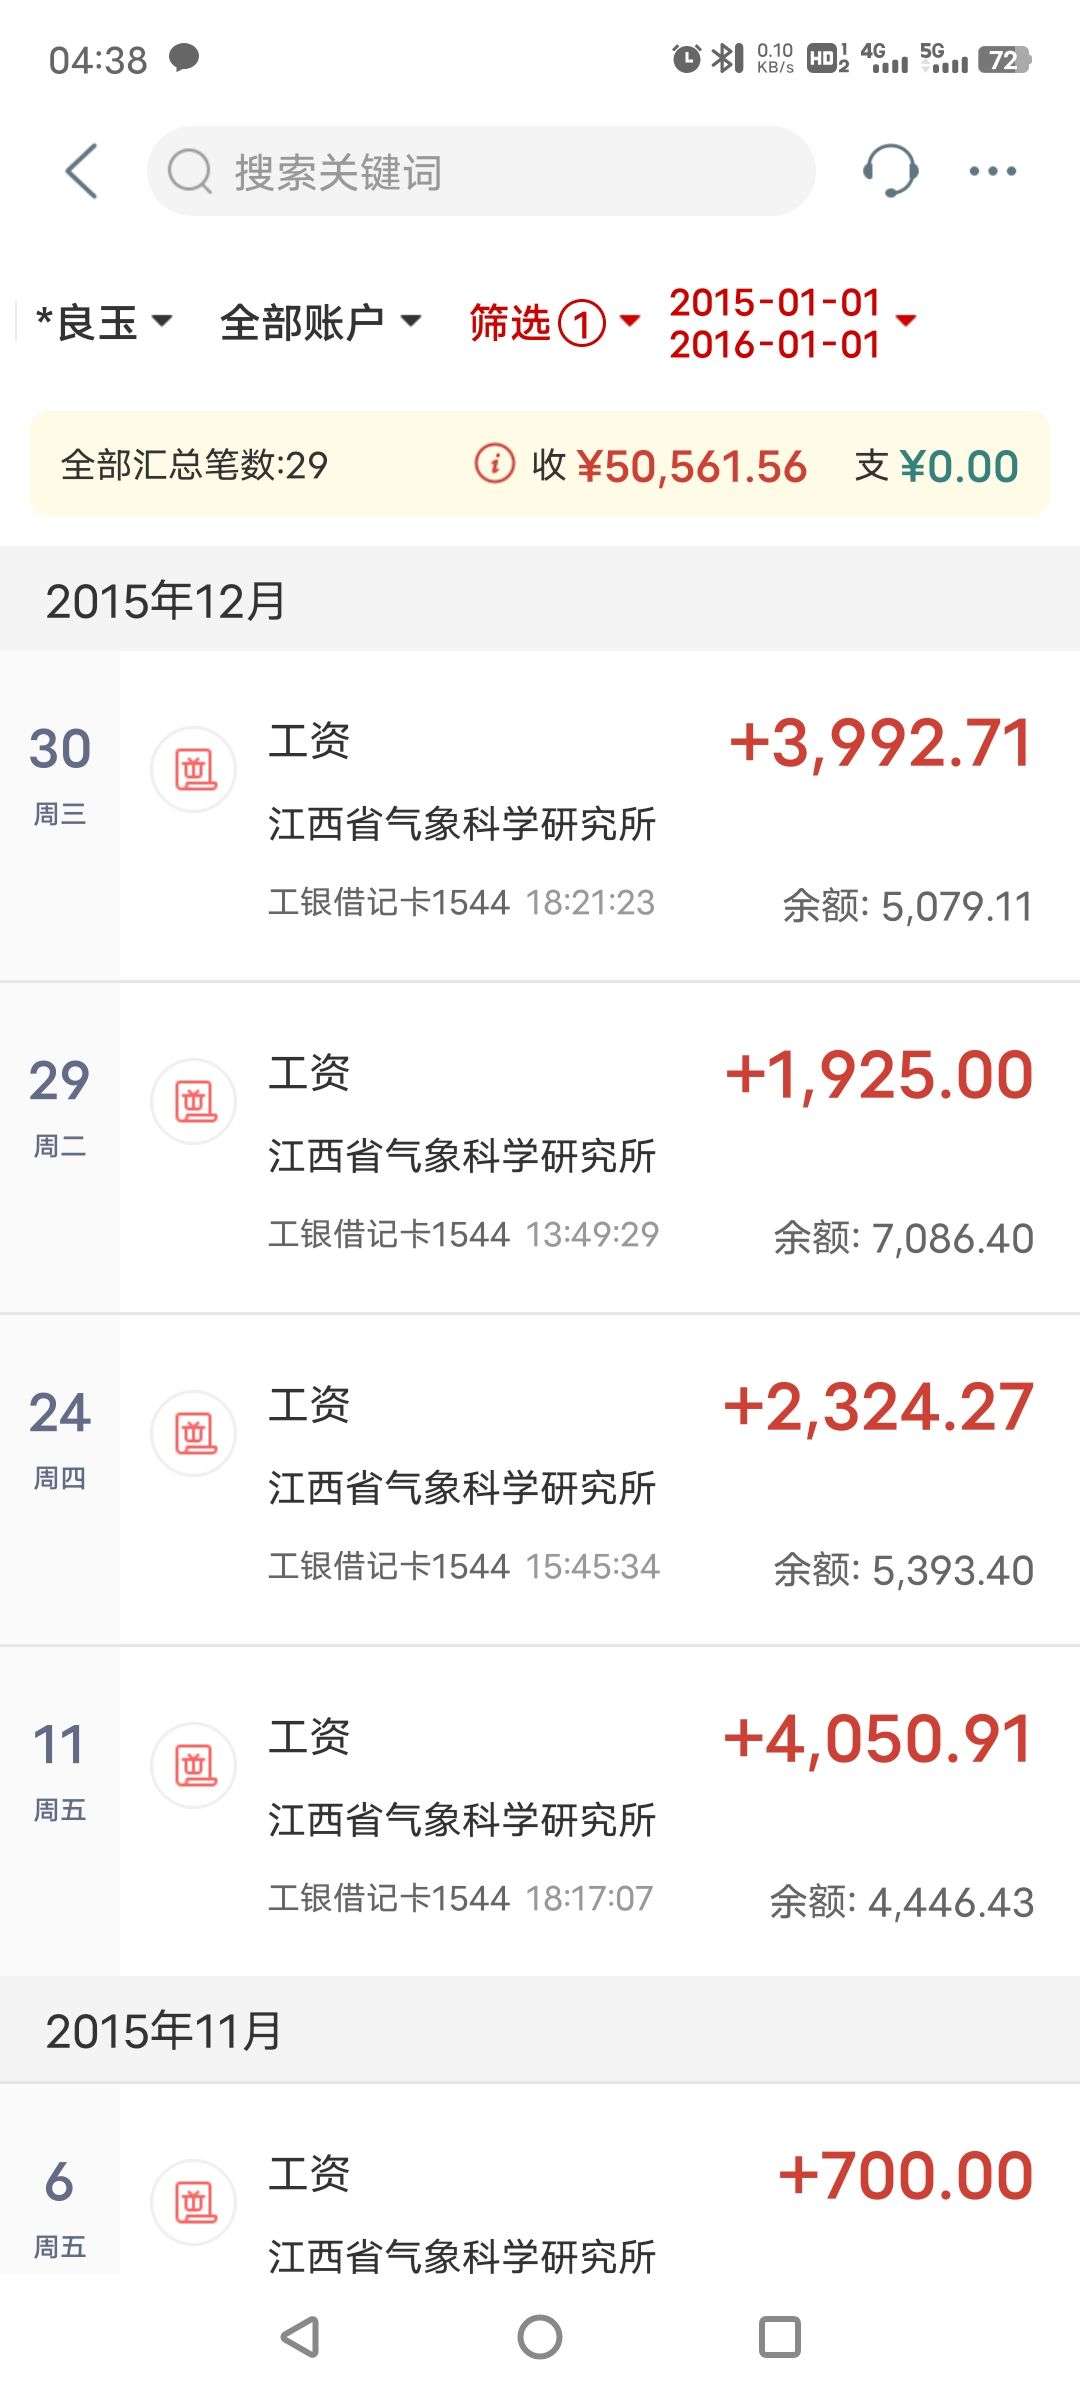 04:38
0.10 KB/s HD 1 2 4G 5G 72
搜索关键词
*良玉 全部账户 筛选① 2015-01-01
2016-01-01
全部汇总笔数:29 收 ¥50,561.56 支 ¥0.00
2015年12月
30 工资 +3,992.71
周三 江西省气象科学研究所
工银借记卡1544 18:21:23 余额: 5,079.11
29 工资 +1,925.00
周二 江西省气象科学研究所
工银借记卡1544 13:49:29 余额: 7,086.40
24 工资 +2,324.27
周四 江西省气象科学研究所
工银借记卡1544 15:45:34 余额: 5,393.40
11 工资 +4,050.91
周五 江西省气象科学研究所
工银借记卡1544 18:17:07 余额: 4,446.43
2015年11月
6 工资 +700.00
周五 江西省气象科学研究所